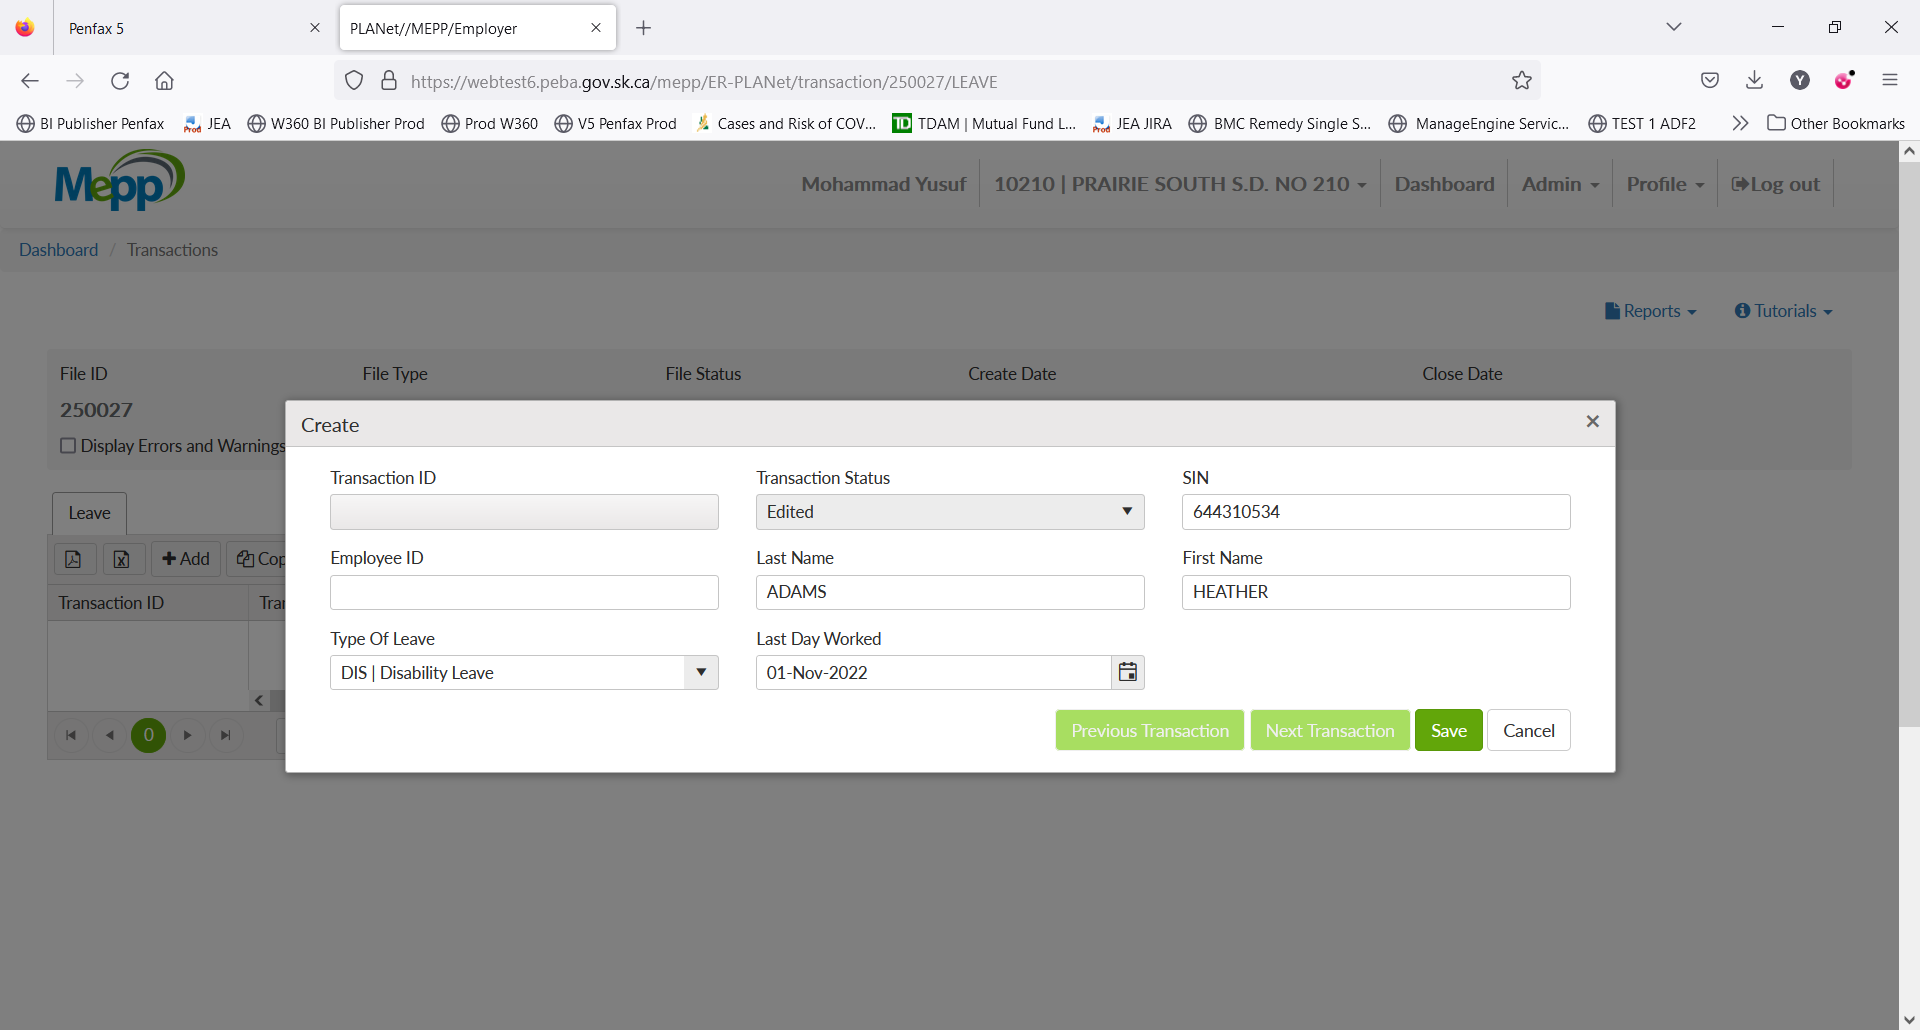 Penfax 5
PLANet//MEPP/Employer
https://webtest6.peba.gov.sk.ca/mepp/ER-PLANet/transaction/250027/LEAVE
Y
BI Publisher Penfax
JEA
W360 BI Publisher Prod
Prod W360
V5 Penfax Prod
Cases and Risk of COV...
TD TDAM | Mutual Fund L...
JEA JIRA
BMC Remedy Single S...
ManageEngine Servic...
TEST 1 ADF2
Other Bookmarks
Mepp
Mohammad Yusuf
10210 | PRAIRIE SOUTH S.D. NO 210
Dashboard
Admin
Profile
Log out
Dashboard / Transactions
Reports
Tutorials
File ID
File Type
File Status
Create Date
Close Date
250027
Display Errors and Warnings
Create
Transaction ID
Transaction Status
SIN
Edited
644310534
Employee ID
Last Name
First Name
ADAMS
HEATHER
Type Of Leave
Last Day Worked
DIS | Disability Leave
01-Nov-2022
Previous Transaction
Next Transaction
Save
Cancel
Leave
Add
Cop
Transaction ID
Tra
0